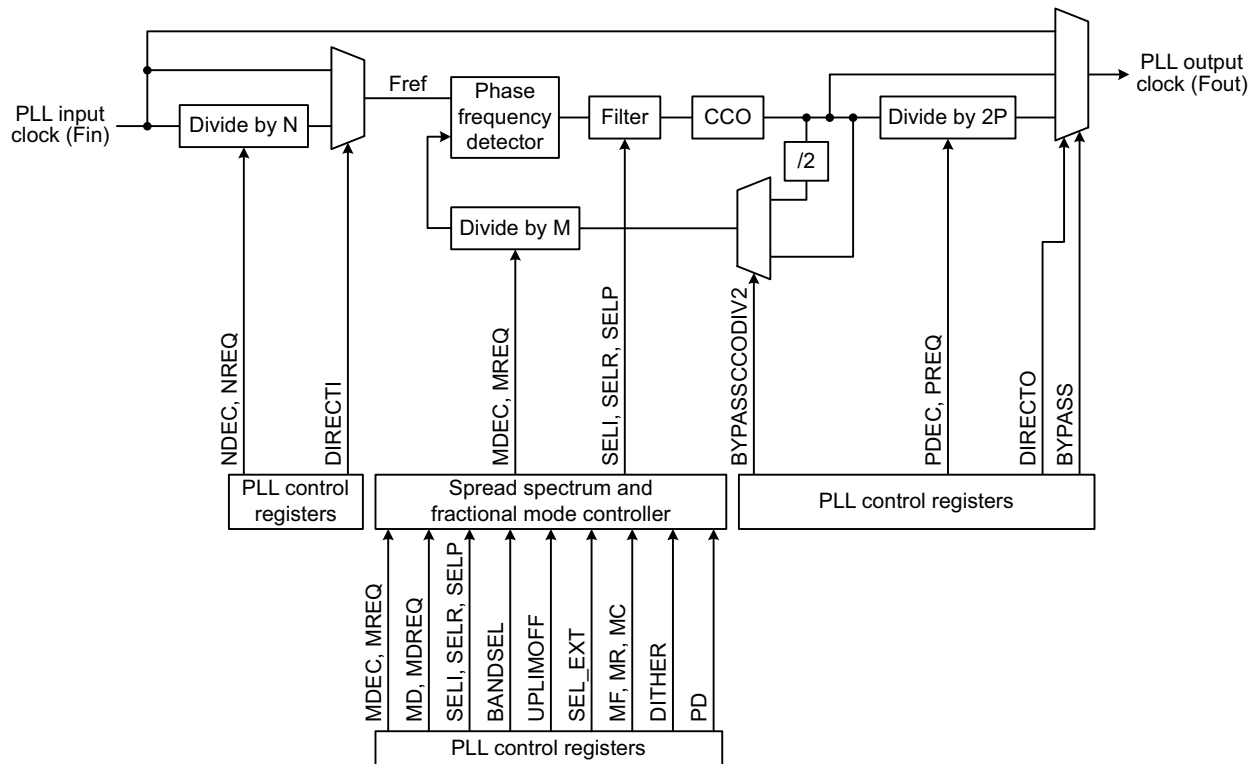 PLL input
clock (Fin)
Divide by N
Fref
Phase
frequency
detector
Filter
CCO
/2
Divide by 2P
PLL output
clock (Fout)
Divide by M
NDEC, NREQ
DIRECTI
MDEC, MREQ
SELI, SELR, SELP
BYPASSCCODIV2
PDEC, PREQ
DIRECTO
BYPASS
PLL control
registers
Spread spectrum and
fractional mode controller
PLL control registers
MDEC, MREQ
MD, MDREQ
SELI, SELR, SELP
BANDSEL
UPLIMOFF
SEL_EXT
MF, MR, MC
DITHER
PD
PLL control registers